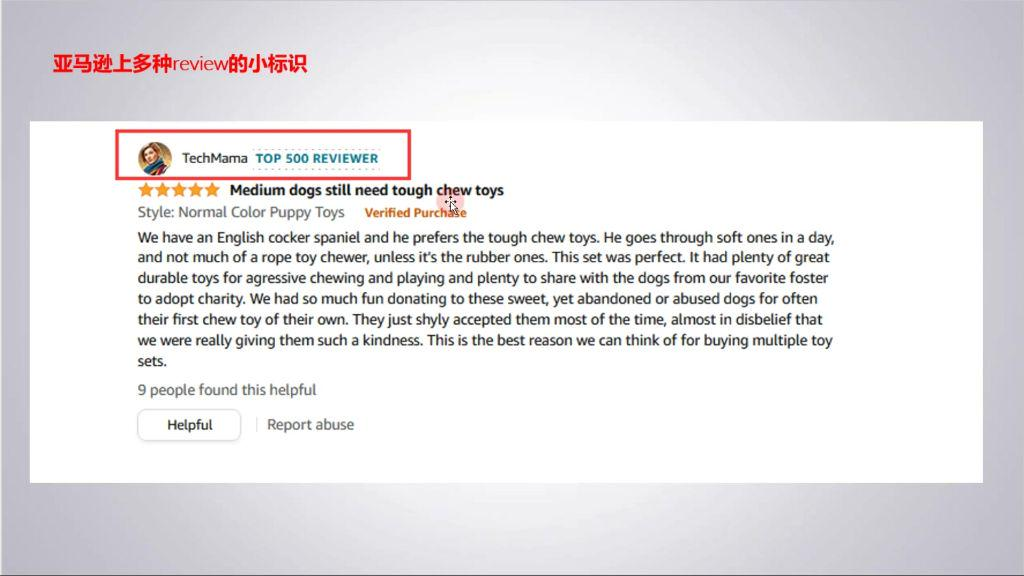 亚马逊上多种review的小标识
TechMama TOP 500 REVIEWER
Medium dogs still need tough chew toys
Style: Normal Color Puppy Toys Verified Purchase
We have an English cocker spaniel and he prefers the tough chew toys. He goes through soft ones in a day,
and not much of a rope toy chewer, unless it's the rubber ones. This set was perfect. It had plenty of great
durable toys for agressive chewing and playing and plenty to share with the dogs from our favorite foster
to adopt charity. We had so much fun donating to these sweet, yet abandoned or abused dogs for often
their first chew toy of their own. They just shyly accepted them most of the time, almost in disbelief that
we were really giving them such a kindness. This is the best reason we can think of for buying multiple toy
sets.
9 people found this helpful
Helpful Report abuse